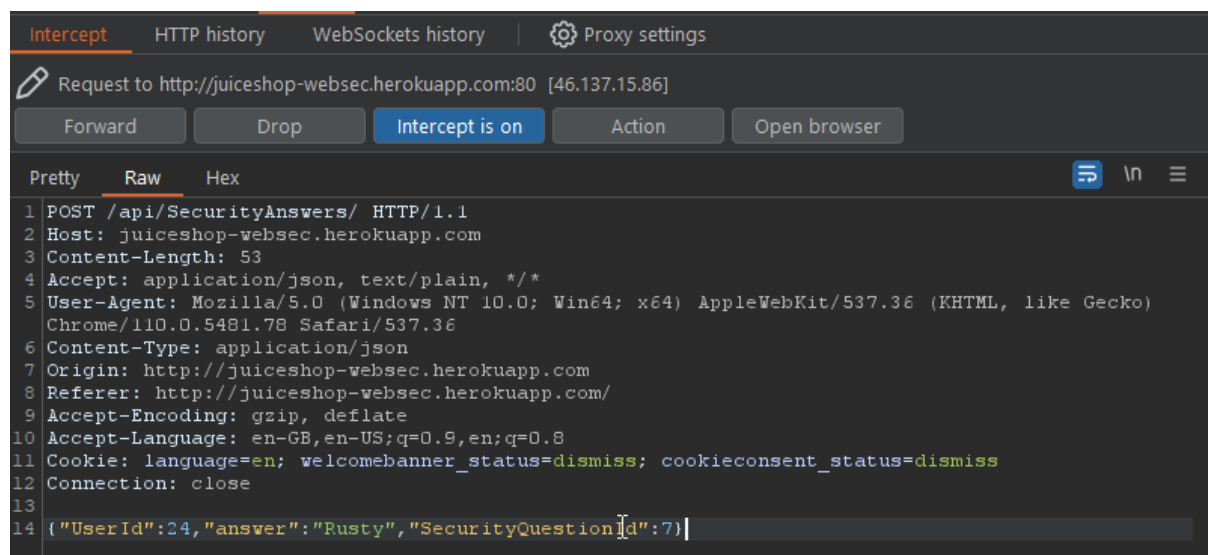 Intercept HTTP history WebSockets history Proxy settings
Request to http://juiceshop-websec.herokuapp.com:80 [46.137.15.86]
Forward Drop Intercept is on Action Open browser
Pretty Raw Hex \n
1 POST /api/SecurityAnswers/ HTTP/1.1
2 Host: juiceshop-websec.herokuapp.com
3 Content-Length: 53
4 Accept: application/json, text/plain, */*
5 User-Agent: Mozilla/5.0 (Windows NT 10.0; Win64; x64) AppleWebKit/537.36 (KHTML, like Gecko)
Chrome/110.0.5481.78 Safari/537.36
6 Content-Type: application/json
7 Origin: http://juiceshop-websec.herokuapp.com
8 Referer: http://juiceshop-websec.herokuapp.com/
9 Accept-Encoding: gzip, deflate
10 Accept-Language: en-GB,en-US;q=0.9,en;q=0.8
11 Cookie: language=en; welcomebanner_status=dismiss; cookieconsent_status=dismiss
12 Connection: close
13
14 {"UserId":24,"answer":"Rusty","SecurityQuestionId":7}